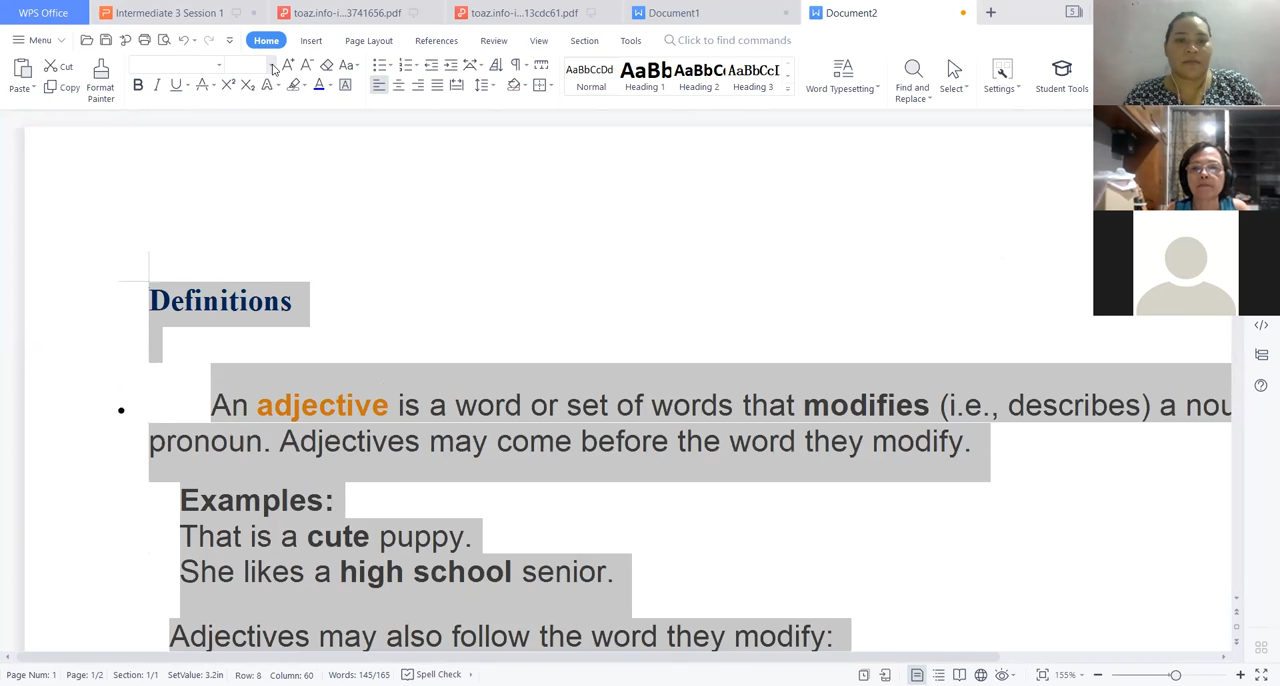 WPS Office
Intermediate 3 Session 1
toaz.info-i...3741656.pdf
toaz.info-i...13cdc61.pdf
Document1
Document2
5
Menu
Home
Insert
Page Layout
References
Review
View
Section
Tools
Click to find commands
Paste
Cut
Copy
Format
Painter
AaBbCcDd
Normal
AaBb
Heading 1
AaBbC
Heading 2
AaBbCcI
Heading 3
Word Typesetting
Find and
Replace
Select
Settings
Student Tools
Definitions
• An adjective is a word or set of words that modifies (i.e., describes) a nou
pronoun. Adjectives may come before the word they modify.
Examples:
That is a cute puppy.
She likes a high school senior.
Adjectives may also follow the word they modify:
Page Num: 1 Page: 1/2 Section: 1/1 SetValue: 3.2in Row: 8 Column: 60 Words: 145/165 Spell Check 155%